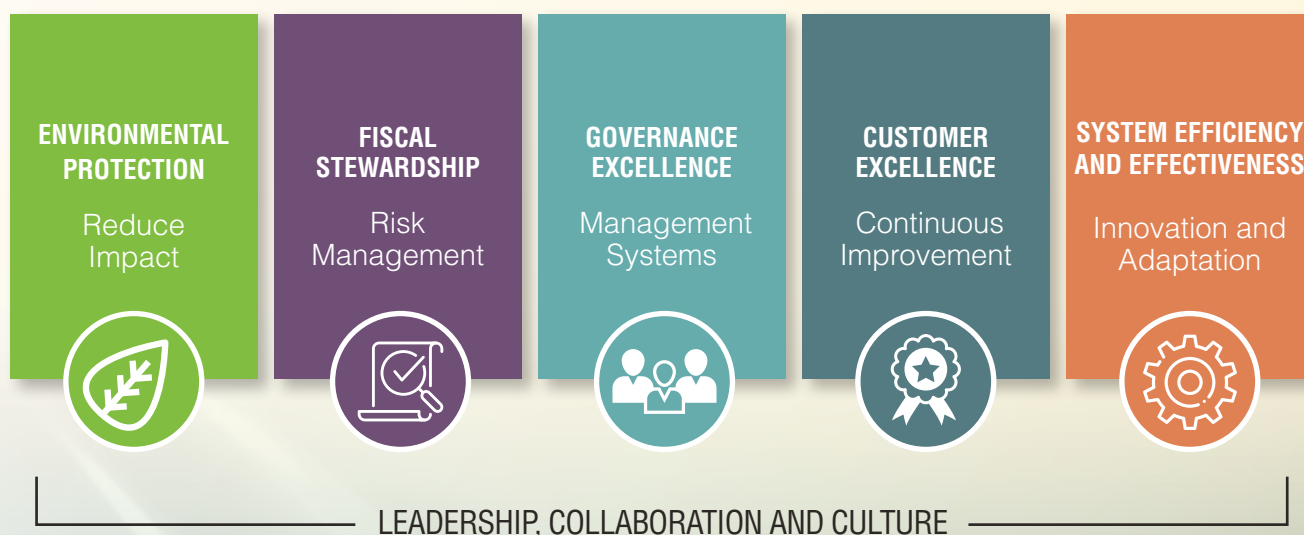 ENVIRONMENTAL
PROTECTION
Reduce
Impact
FISCAL
STEWARDSHIP
Risk
Management
GOVERNANCE
EXCELLENCE
Management
Systems
CUSTOMER
EXCELLENCE
Continuous
Improvement
SYSTEM EFFICIENCY
AND EFFECTIVENESS
Innovation and
Adaptation
LEADERSHIP, COLLABORATION AND CULTURE